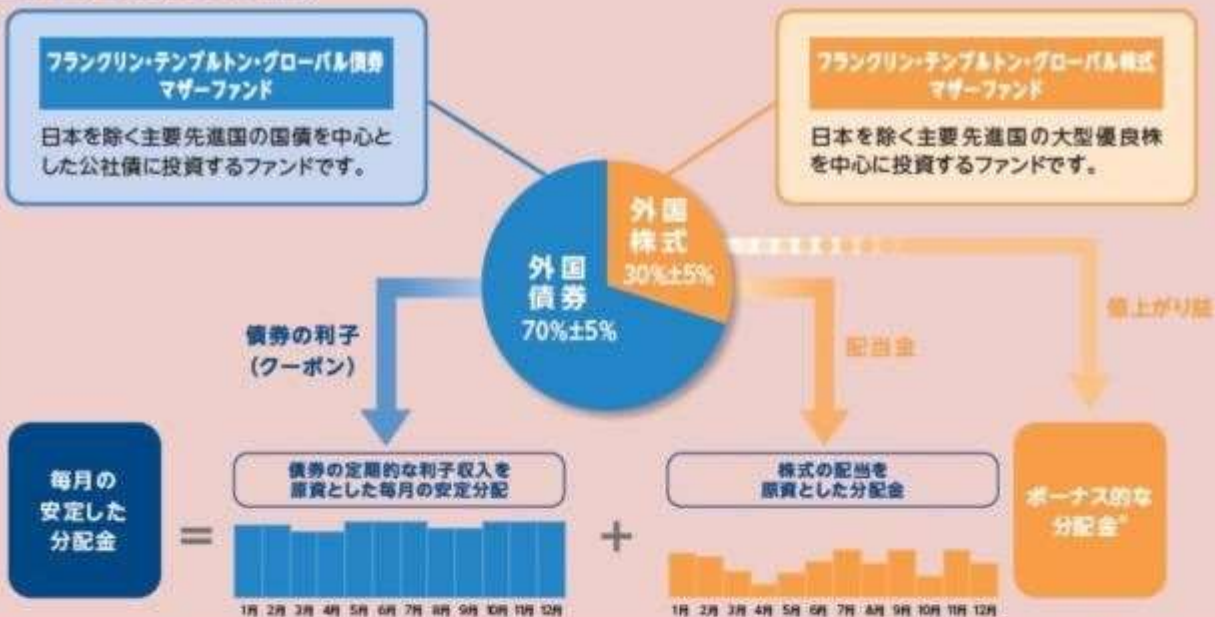 フランクリン・テンプルトン・グローバル債券
マザーファンド
日本を除く主要先進国の国債を中心と
した公社債に投資するファンドです。
フランクリン・テンプルトン・グローバル株式
マザーファンド
日本を除く主要先進国の大型優良株
を中心に投資するファンドです。
外国
株式
30%±5%
外国
債券
70%±5%
債券の利子
(クーポン)
配当金
値上がり益
毎月の
安定した
分配金
=
債券の定期的な利子収入を
原資とした毎月の安定分配
1月 2月 3月 4月 5月 6月 7月 8月 9月 10月 11月 12月
+
株式の配当を
原資とした分配金
1月 2月 3月 4月 5月 6月 7月 8月 9月 10月 11月 12月
ボーナス的な
分配金*